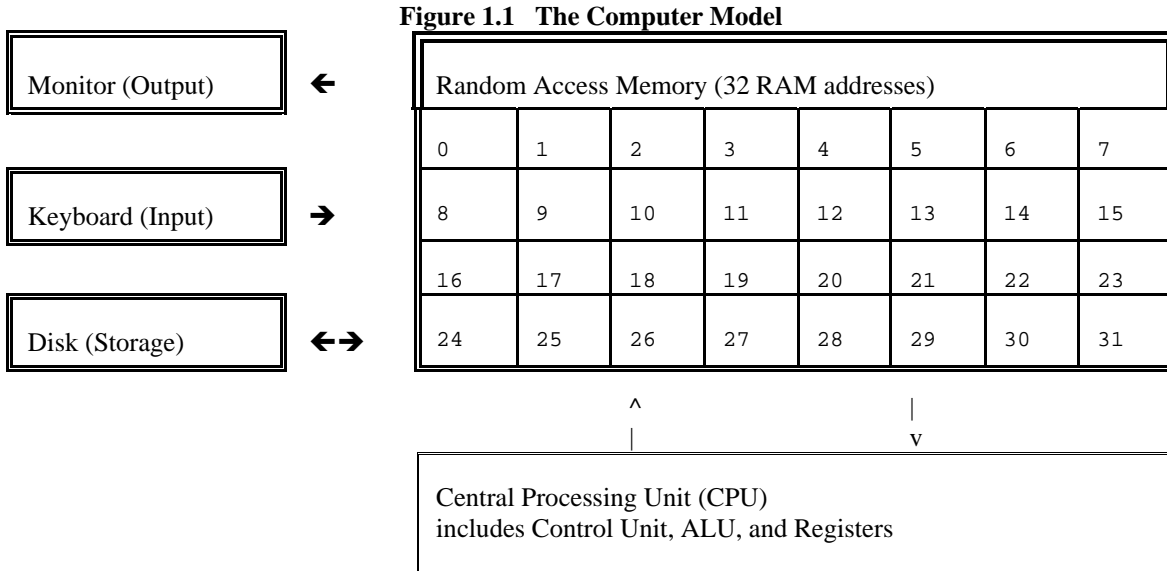 Figure 1.1 The Computer Model
Monitor (Output) 🡸
Random Access Memory (32 RAM addresses)
0 1 2 3 4 5 6 7
Keyboard (Input) 🡺
8 9 10 11 12 13 14 15
16 17 18 19 20 21 22 23
Disk (Storage) 🡸🡺
24 25 26 27 28 29 30 31
^ |
| v
Central Processing Unit (CPU)
includes Control Unit, ALU, and Registers